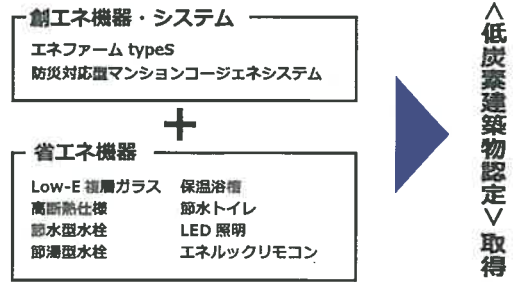 創エネ機器・システム
エネファーム typeS
防災対応型マンションコージェネシステム
+
省エネ機器
Low-E 複層ガラス
高断熱仕様
節水型水栓
節湯型水栓
保温浴槽
節水トイレ
LED 照明
エネルックリモコン
<低炭素建築物認定>取得